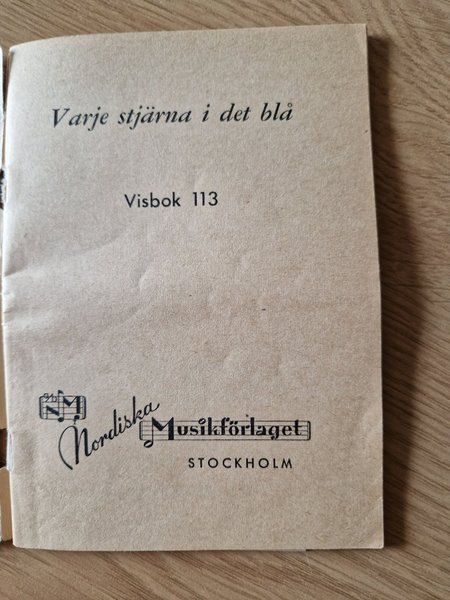 Varje stjärna i det blå
Visbok 113
NM
Nordiska Musikförlaget
STOCKHOLM